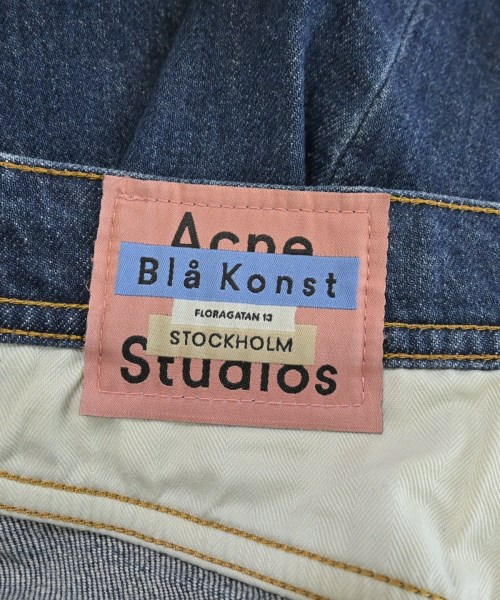 Acne
Blå Konst
FLORAGATAN 13
STOCKHOLM
Studios